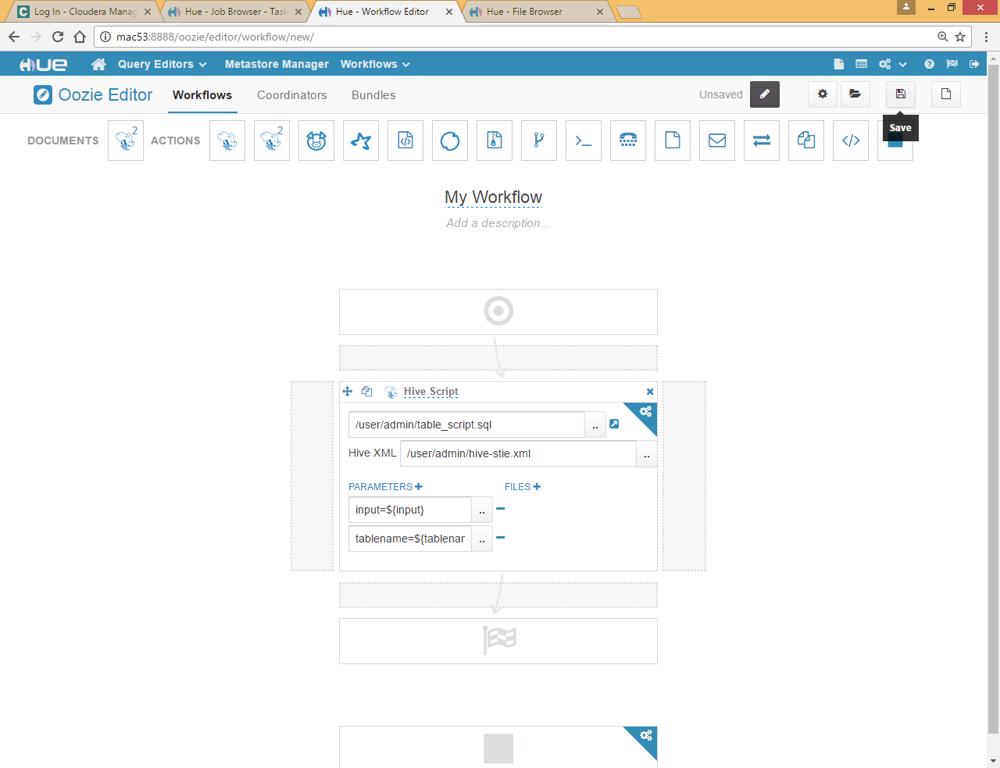 Log In - Cloudera Manag
Hue - Job Browser - Task
Hue - Workflow Editor
Hue - File Browser
mac53:8888/oozie/editor/workflow/new/
HUE
Query Editors
Metastore Manager
Workflows
Oozie Editor
Workflows
Coordinators
Bundles
Unsaved
Save
DOCUMENTS
2
ACTIONS
2
My Workflow
Add a description...
Hive Script
/user/admin/table_script.sql
..
Hive XML
/user/admin/hive-stie.xml
..
PARAMETERS
FILES
input=${input}
..
tablename=${tablenar
..